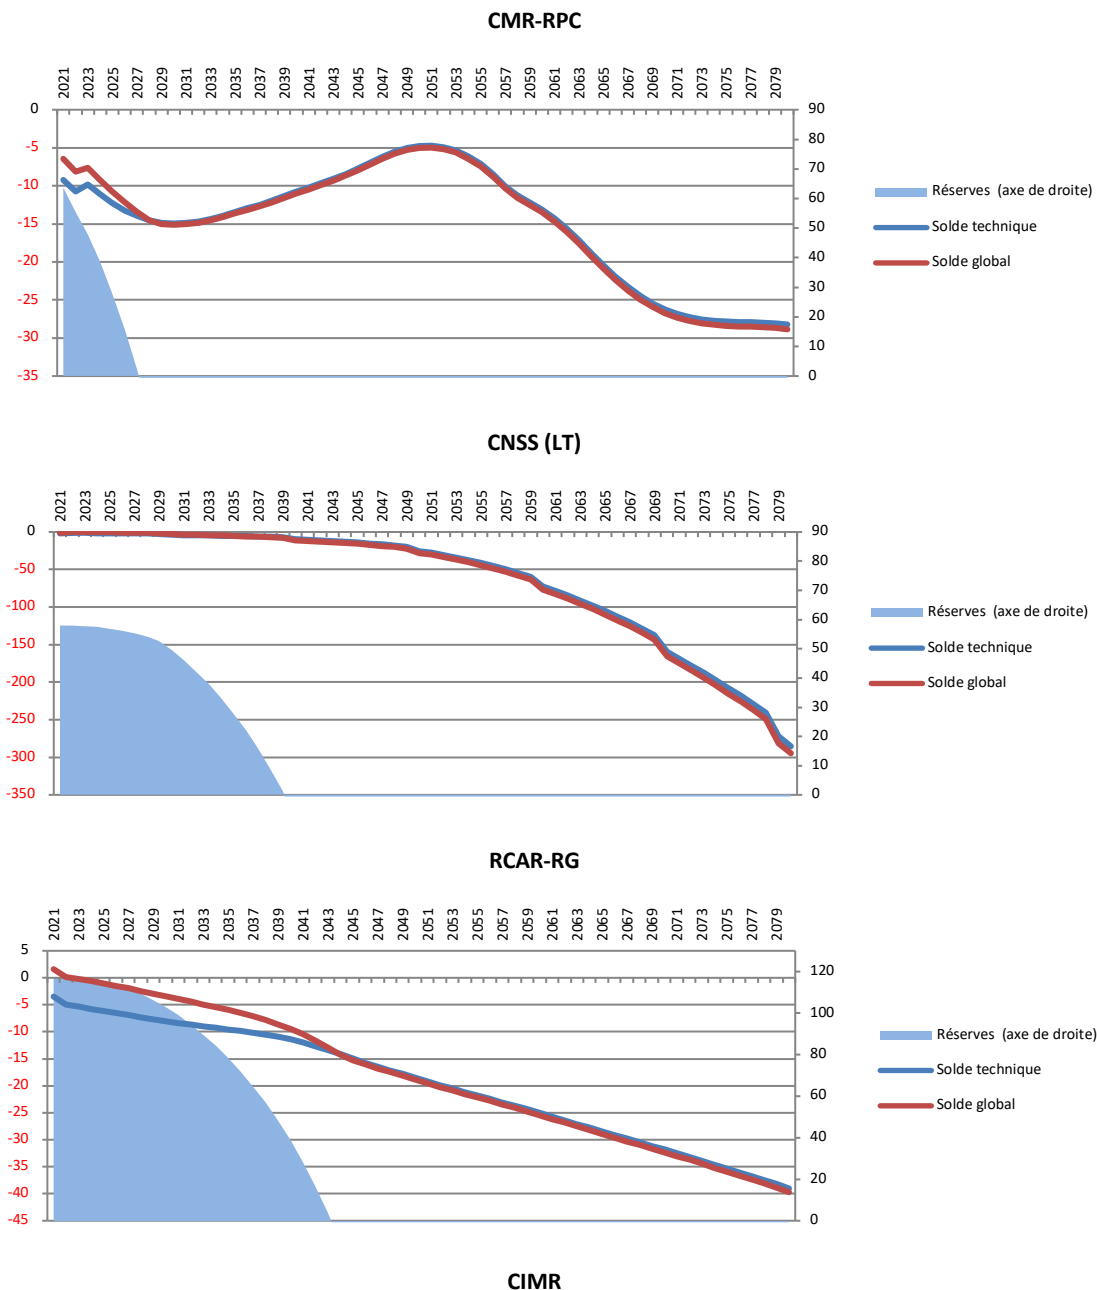 CMR-RPC
2021 2023 2025 2027 2029 2031 2033 2035 2037 2039 2041 2043 2045 2047 2049 2051 2053 2055 2057 2059 2061 2063 2065 2067 2069 2071 2073 2075 2077 2079
0 90
-5 80
-10 70
-15 60
-20 50
-25 40
-30 30
-35 20
10
0
Réserves (axe de droite)
Solde technique
Solde global
CNSS (LT)
2021 2023 2025 2027 2029 2031 2033 2035 2037 2039 2041 2043 2045 2047 2049 2051 2053 2055 2057 2059 2061 2063 2065 2067 2069 2071 2073 2075 2077 2079
0 90
-50 80
-100 70
-150 60
-200 50
-250 40
-300 30
-350 20
10
0
Réserves (axe de droite)
Solde technique
Solde global
RCAR-RG
2021 2023 2025 2027 2029 2031 2033 2035 2037 2039 2041 2043 2045 2047 2049 2051 2053 2055 2057 2059 2061 2063 2065 2067 2069 2071 2073 2075 2077 2079
5
0 120
-5 100
-10 80
-15 60
-20 40
-25 20
-30 0
-35
-40
-45
Réserves (axe de droite)
Solde technique
Solde global
CIMR